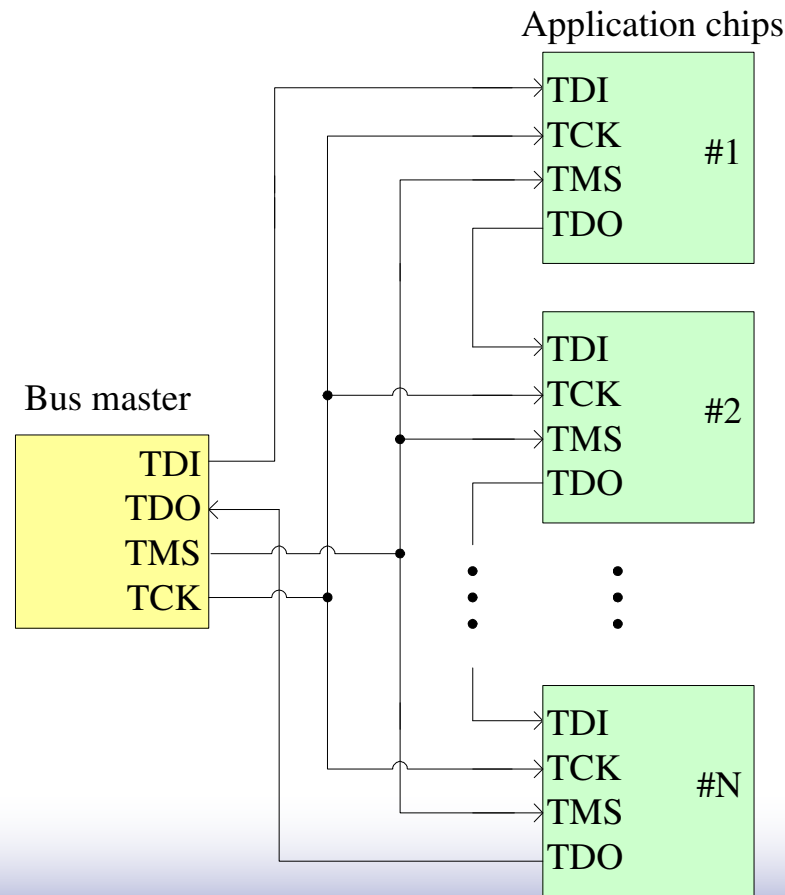 Application chips
TDI
TCK
#1
TMS
TDO
TDI
TCK
#2
TMS
TDO
Bus master
TDI
TDO
TMS
TCK
TDI
TCK
#N
TMS
TDO